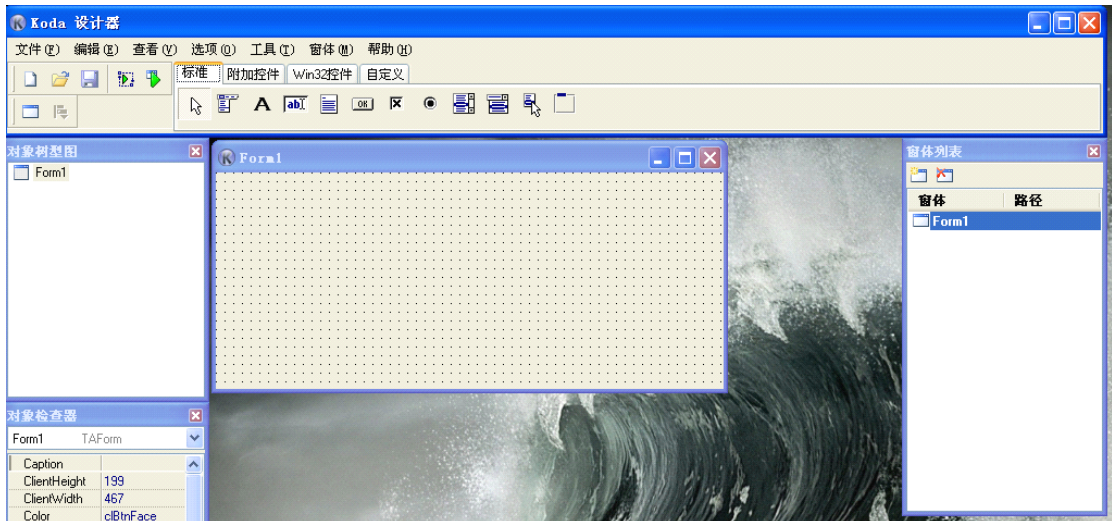 Koda 设计器
文件(F) 编辑(E) 查看(V) 选项(O) 工具(T) 窗体(M) 帮助(H)
标准 附加控件 Win32控件 自定义
A abI OK
对象树型图
Form1
Form1
窗体列表
窗体 路径
Form1
对象检查器
Form1 TAForm
Caption
ClientHeight 199
ClientWidth 467
Color clBtnFace